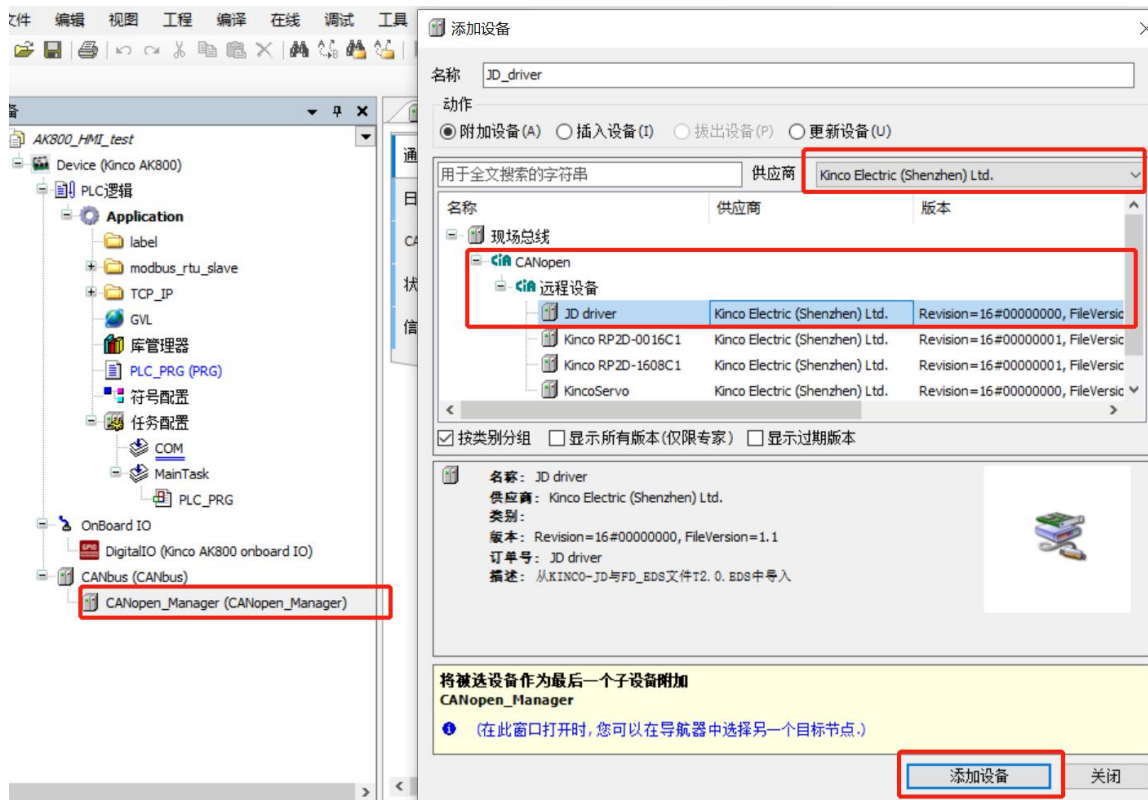 文件 编辑 视图 工程 编译 在线 调试 工具
备
AK800_HMI_test
Device (Kinco AK800)
PLC逻辑
Application
label
modbus_rtu_slave
TCP_IP
GVL
库管理器
PLC_PRG (PRG)
符号配置
任务配置
COM
MainTask
PLC_PRG
OnBoard IO
DigitalIO (Kinco AK800 onboard IO)
CANbus (CANbus)
CANopen_Manager (CANopen_Manager)
通
日
CA
状
信
添加设备
名称 JD_driver
动作
附加设备(A) 插入设备(I) 拔出设备(P) 更新设备(U)
用于全文搜索的字符串 供应商 Kinco Electric (Shenzhen) Ltd.
名称 供应商 版本
现场总线
CiA CANopen
CiA 远程设备
JD driver Kinco Electric (Shenzhen) Ltd. Revision=16#00000000, FileVersic
Kinco RP2D-0016C1 Kinco Electric (Shenzhen) Ltd. Revision=16#00000001, FileVersic
Kinco RP2D-1608C1 Kinco Electric (Shenzhen) Ltd. Revision=16#00000001, FileVersic
KincoServo Kinco Electric (Shenzhen) Ltd. Revision=16#00000000, FileVersic
按类别分组 显示所有版本(仅限专家) 显示过期版本
名称: JD driver
供应商: Kinco Electric (Shenzhen) Ltd.
类别:
版本: Revision=16#00000000, FileVersion=1.1
订单号: JD driver
描述: 从KINCO-JD与FD_EDS文件T2.0.EDS中导入
将被选设备作为最后一个子设备附加
CANopen_Manager
(在此窗口打开时,您可以在导航器中选择另一个目标节点.)
添加设备 关闭